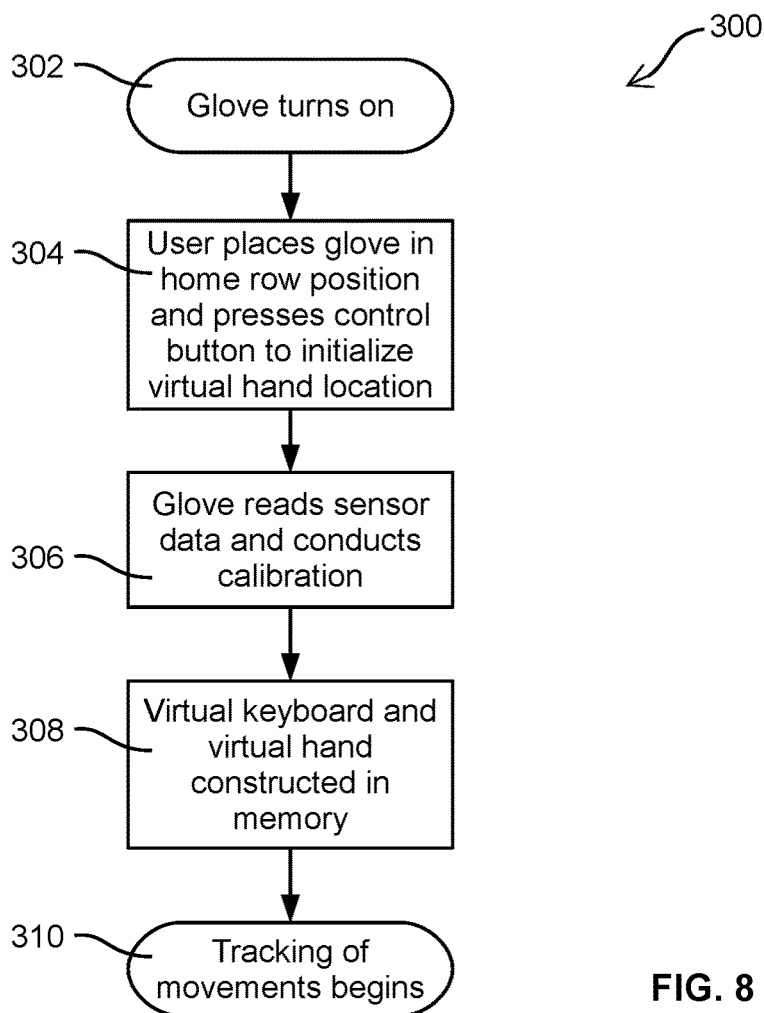 300
302
Glove turns on
304
User places glove in
home row position
and presses control
button to initialize
virtual hand location
306
Glove reads sensor
data and conducts
calibration
308
Virtual keyboard and
virtual hand
constructed in
memory
310
Tracking of
movements begins
FIG. 8